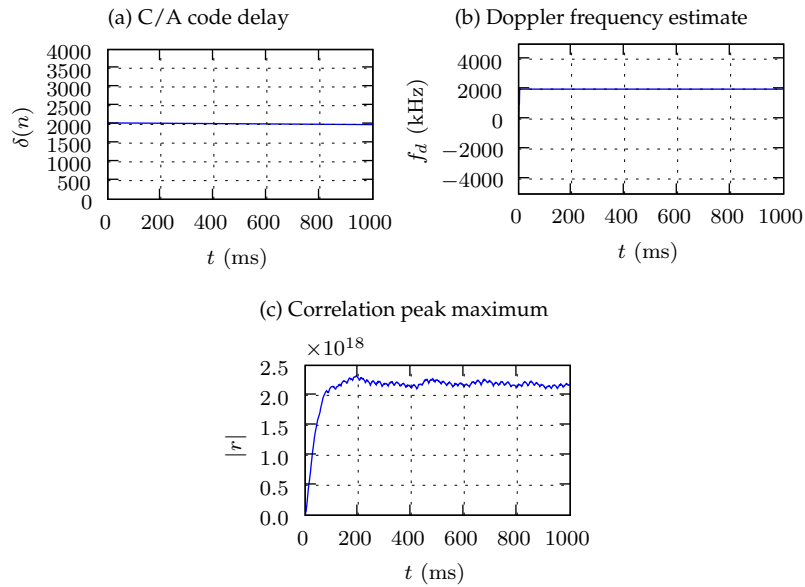 (a) C/A code delay
(b) Doppler frequency estimate
4000
3500
3000
2500
2000
1500
1000
500
0
δ(n)
0 200 400 600 800 1000
t (ms)
4000
2000
0
−2000
−4000
f_d (kHz)
0 200 400 600 800 1000
t (ms)
(c) Correlation peak maximum
×10^18
2.5
2.0
1.5
1.0
0.5
0.0
|r|
0 200 400 600 800 1000
t (ms)